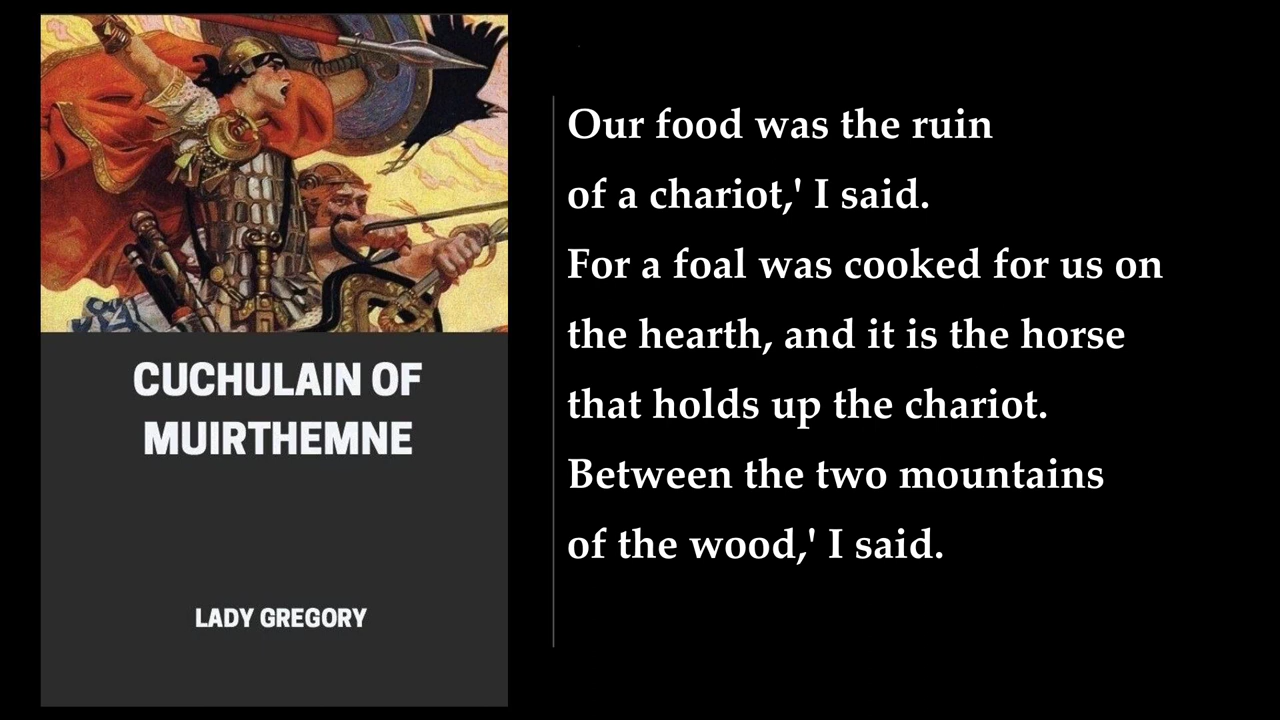 CUCHULAIN OF
MUIRTHEMNE
LADY GREGORY
Our food was the ruin
of a chariot,' I said.
For a foal was cooked for us on
the hearth, and it is the horse
that holds up the chariot.
Between the two mountains
of the wood,' I said.